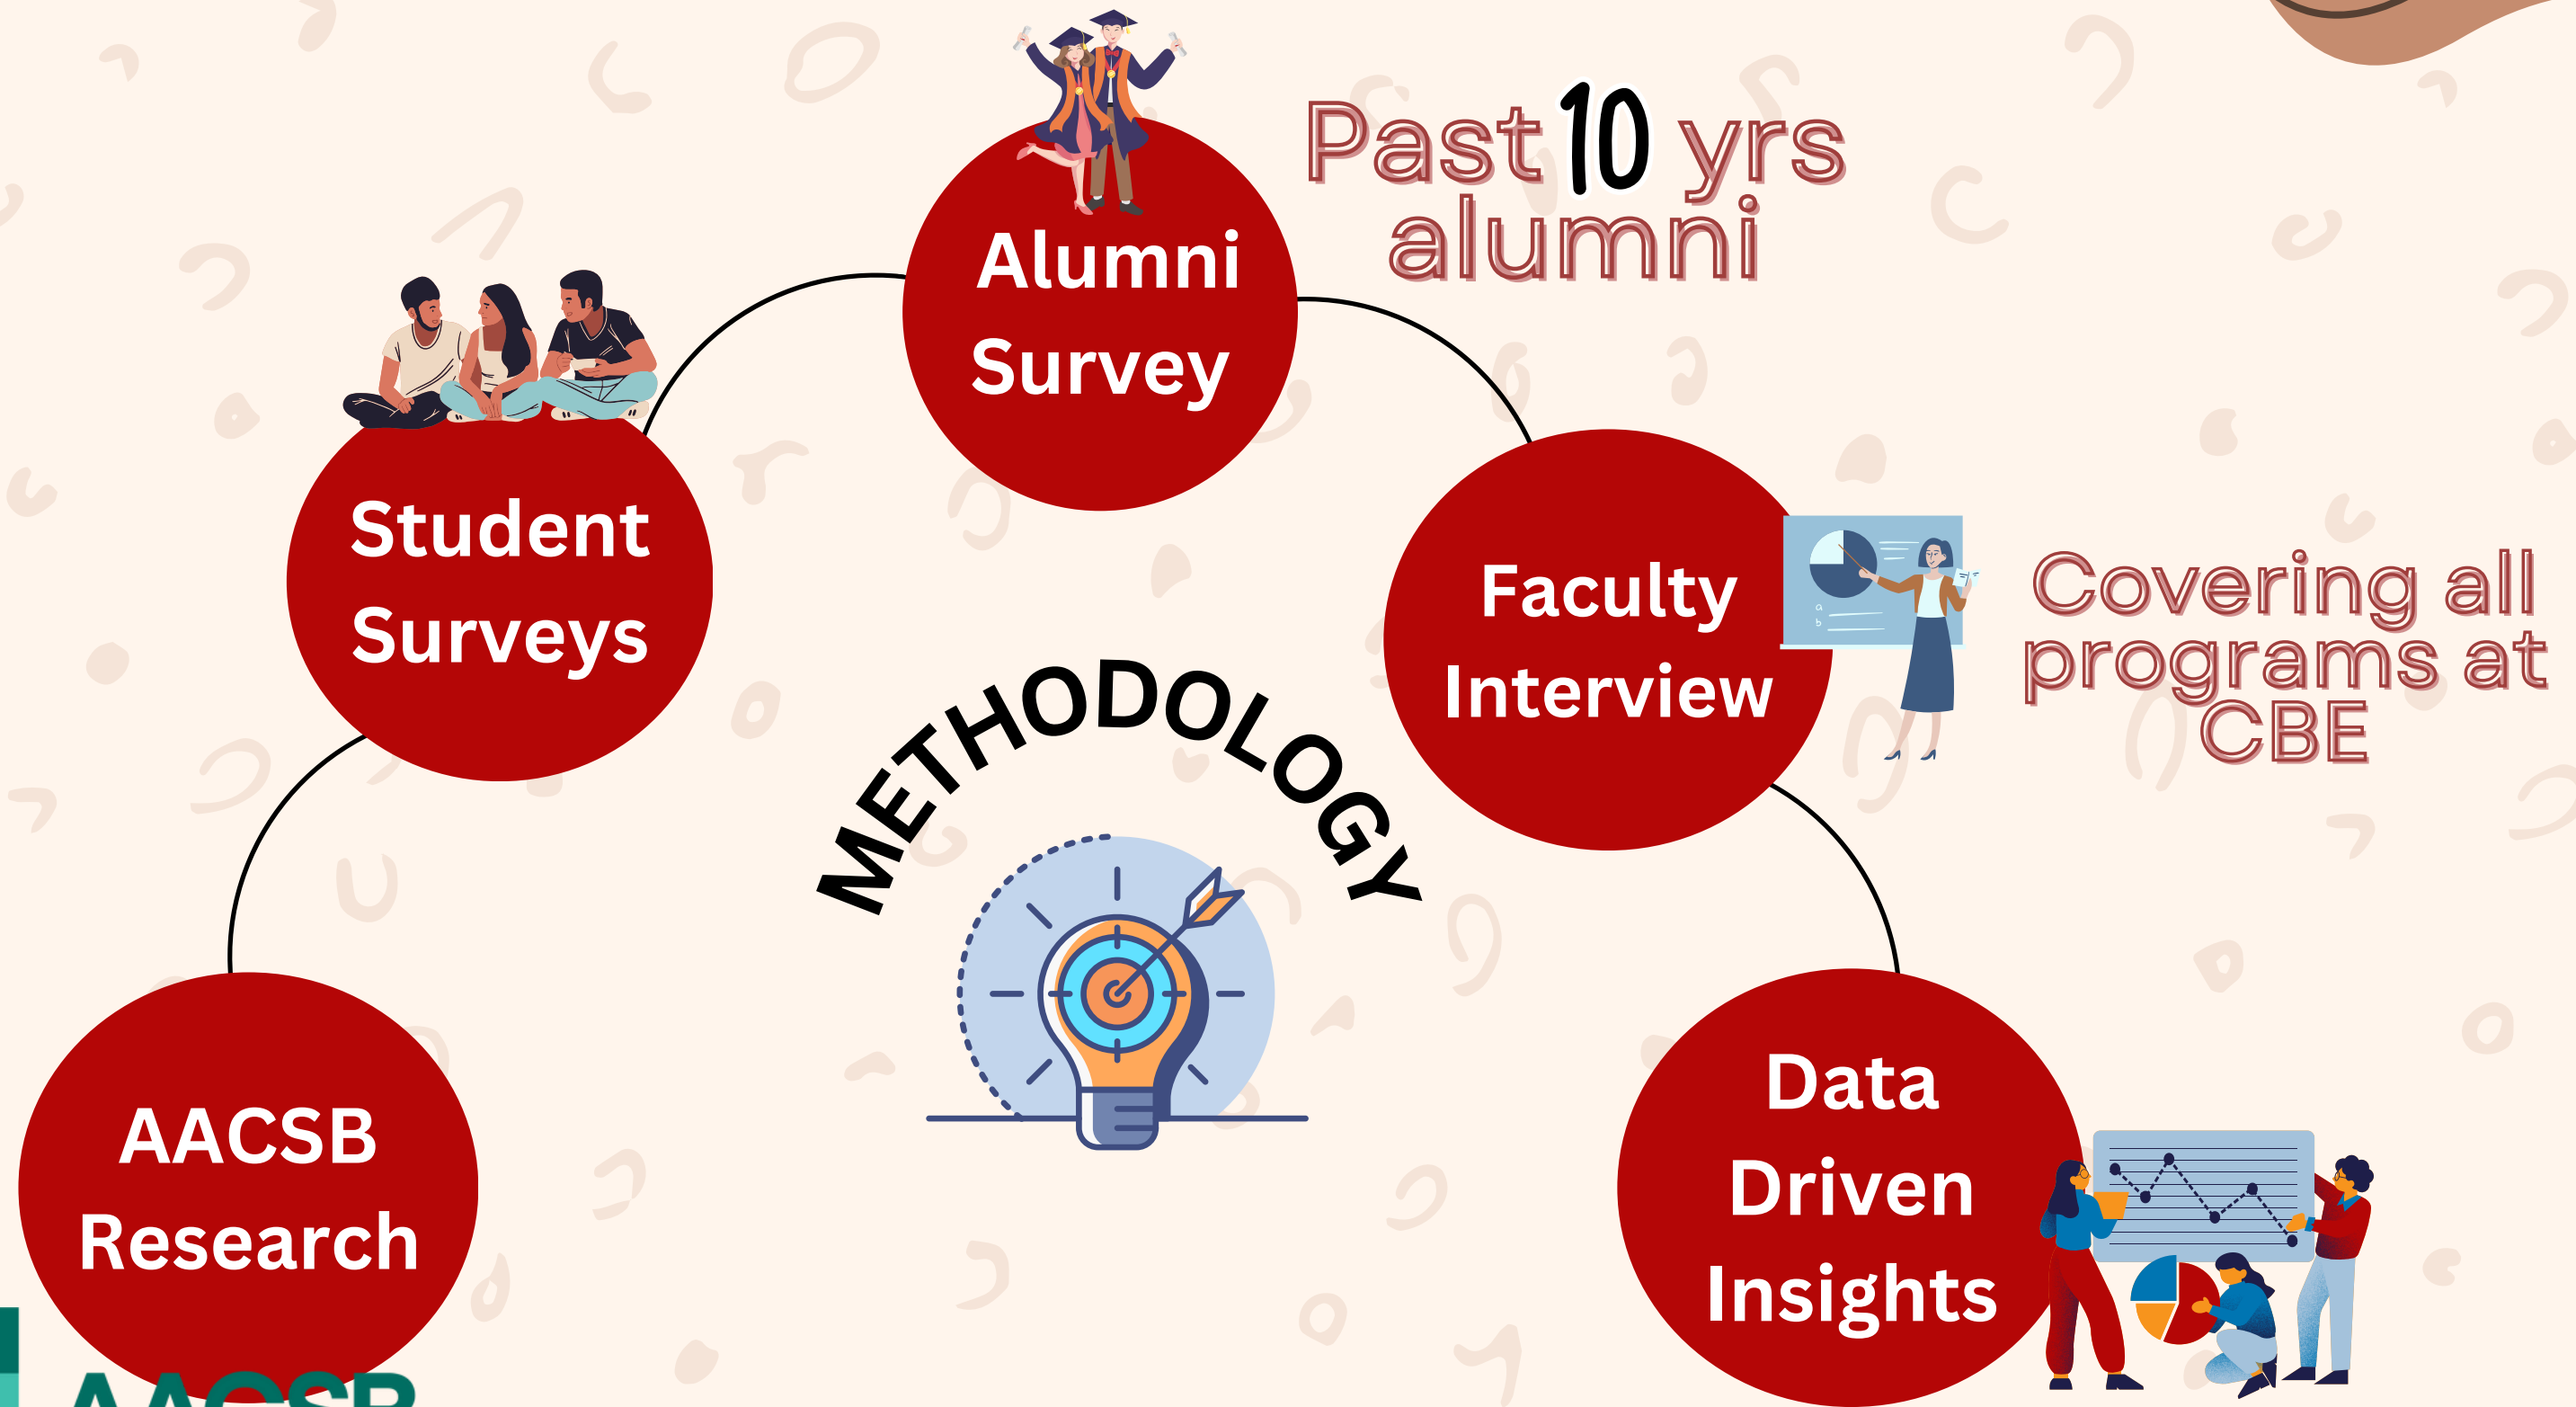 Past 10 yrs
alumni
Alumni
Survey
Student
Surveys
Faculty
Interview
a
b
Covering all
programs at
CBE
METHODOLOGY
AACSB
Research
Data
Driven
Insights
AACSB